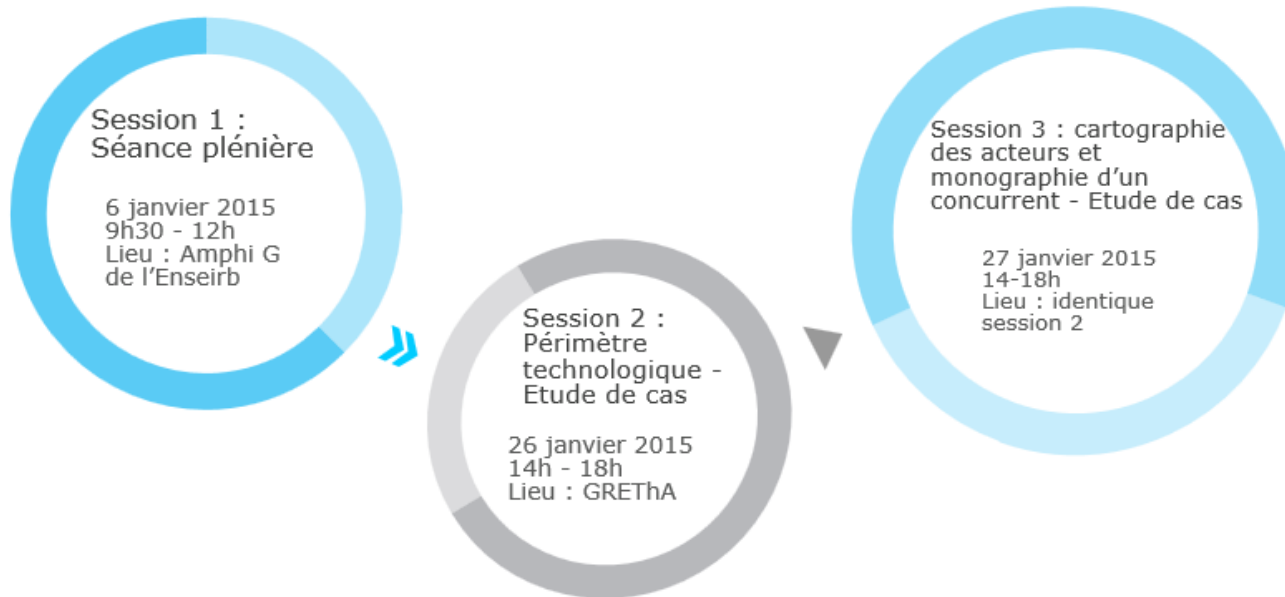 Session 1 :
Séance plénière
6 janvier 2015
9h30 - 12h
Lieu : Amphi G
de l'Enseirb
Session 2 :
Périmètre
technologique -
Etude de cas
26 janvier 2015
14h - 18h
Lieu : GREThA
Session 3 : cartographie
des acteurs et
monographie d'un
concurrent - Etude de cas
27 janvier 2015
14-18h
Lieu : identique
session 2